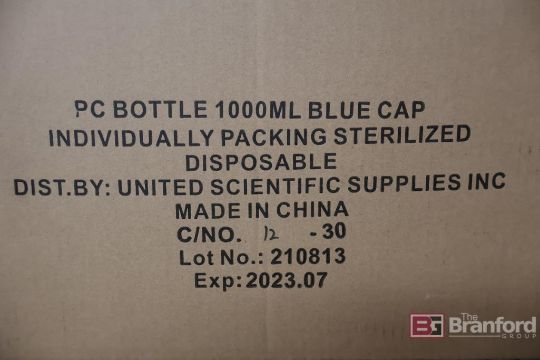 PC BOTTLE 1000ML BLUE CAP
INDIVIDUALLY PACKING STERILIZED
DISPOSABLE
DIST.BY: UNITED SCIENTIFIC SUPPLIES INC
MADE IN CHINA
C/NO. 12 -30
Lot No.: 210813
Exp:2023.07
BG The Branford GROUP